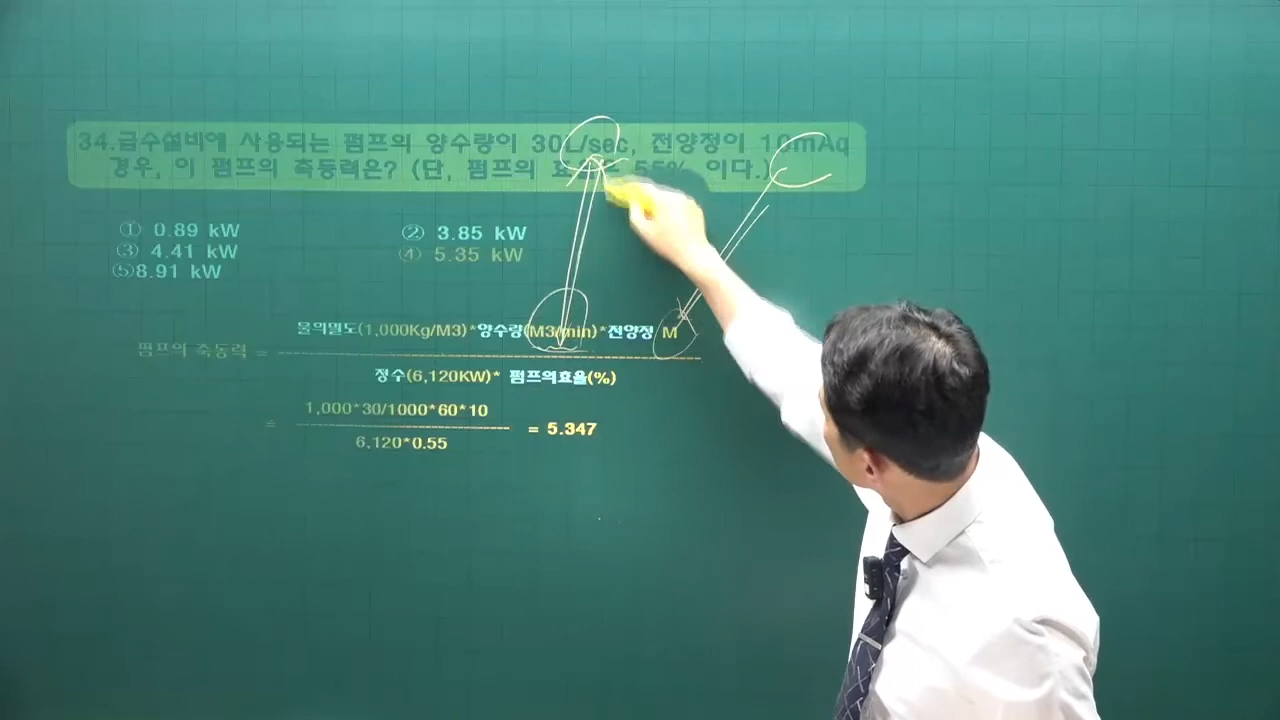 34.급수설비에 사용되는 펌프의 양수량이 30L/sec, 전양정이 10mAq
경우, 이 펌프의 축동력은? (단, 펌프의 55% 이다.)
① 0.89 kW ② 3.85 kW
③ 4.41 kW ④ 5.35 kW
⑤8.91 kW
물의밀도(1,000Kg/M3)*양수량(M3/min)*전양정 M
펌프의 축동력 = ------------------------------
정수(6,120KW)* 펌프의효율(%)
1,000*30/1000*60*10
= ------------------------------ = 5.347
6,120*0.55